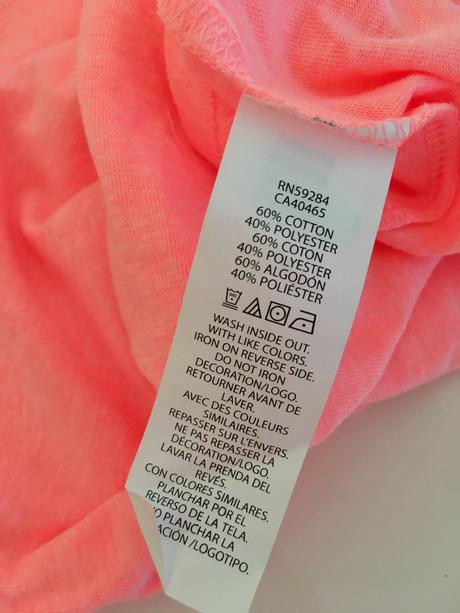 RN59284
CA40465
60% COTTON
40% POLYESTER
60% COTON
40% POLYESTER
60% ALGODÓN
40% POLIÉSTER
WASH INSIDE OUT.
WITH LIKE COLORS.
IRON ON REVERSE SIDE.
DO NOT IRON
DECORATION/LOGO.
RETOURNER AVANT DE
LAVER.
AVEC DES COULEURS
SIMILAIRES.
REPASSER SUR L'ENVERS.
NE PAS REPASSER LA
DÉCORATION/LOGO.
LAVAR LA PRENDA DEL
REVÉS.
CON COLORES SIMILARES.
PLANCHAR POR EL
REVERSO DE LA TELA.
NO PLANCHAR LA
/LOGOTIPO.